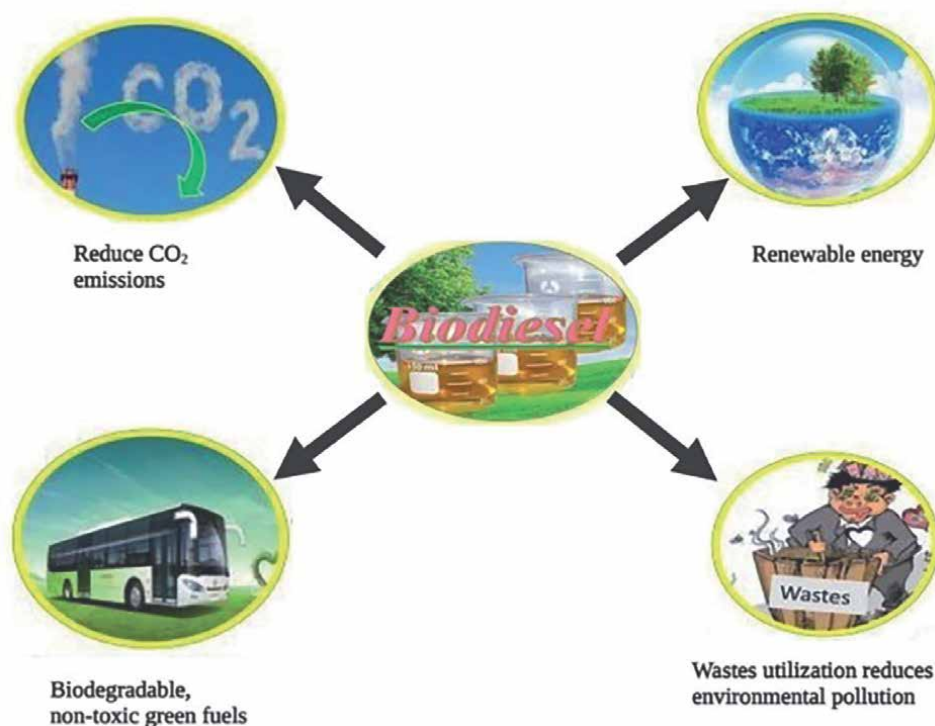 CO₂
Reduce CO₂
emissions
Renewable energy
Biodiesel
Wastes
Biodegradable,
non-toxic green fuels
Wastes utilization reduces
environmental pollution